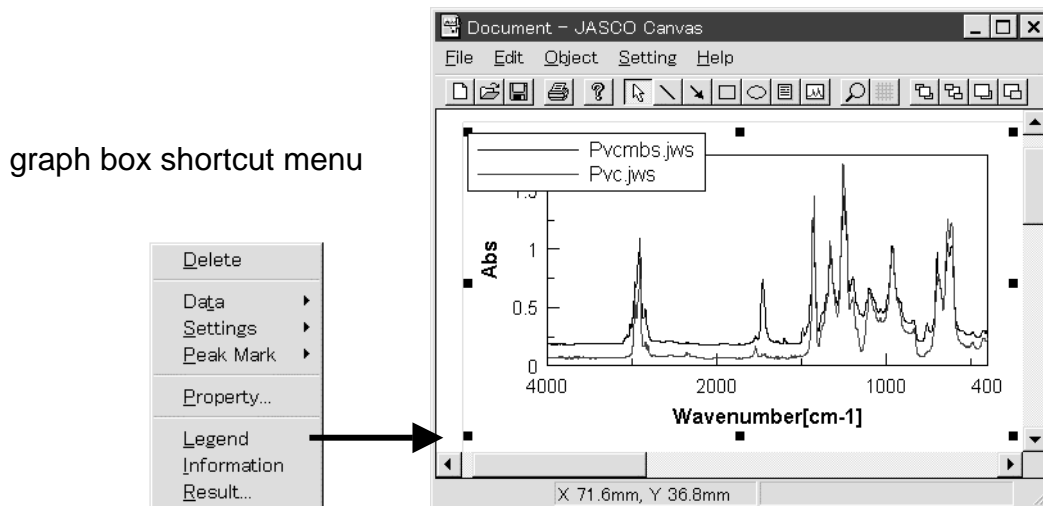 graph box shortcut menu
Delete
Data
Settings
Peak Mark
Property...
Legend
Information
Result...
Document - JASCO Canvas
File Edit Object Setting Help
Pvcmbs.jws
Pvc.jws
1.5
1
0.5
0
Abs
4000 2000 1000 400
Wavenumber[cm-1]
X 71.6mm, Y 36.8mm